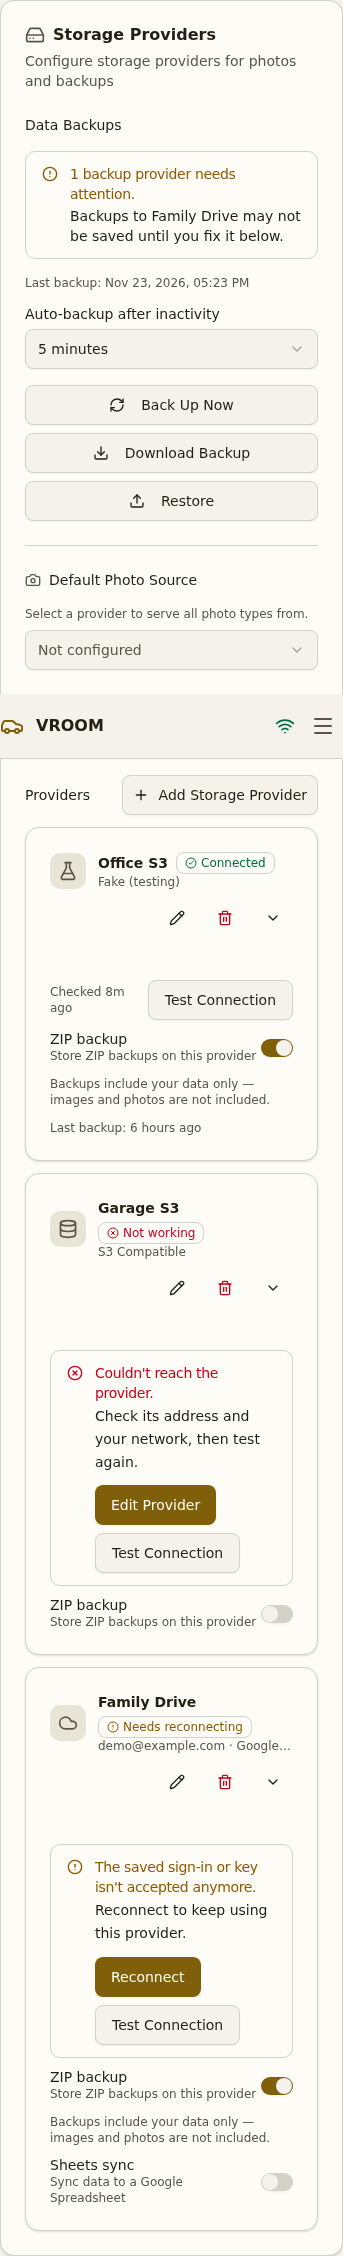 Storage Providers
Configure storage providers for photos
and backups
Data Backups
1 backup provider needs
attention.
Backups to Family Drive may not
be saved until you fix it below.
Last backup: Nov 23, 2026, 05:23 PM
Auto-backup after inactivity
5 minutes
Back Up Now
Download Backup
Restore
Default Photo Source
Select a provider to serve all photo types from.
Not configured
VROOM
Providers
Add Storage Provider
Office S3
Connected
Fake (testing)
Checked 8m
ago
Test Connection
ZIP backup
Store ZIP backups on this provider
Backups include your data only —
images and photos are not included.
Last backup: 6 hours ago
Garage S3
Not working
S3 Compatible
Couldn't reach the
provider.
Check its address and
your network, then test
again.
Edit Provider
Test Connection
ZIP backup
Store ZIP backups on this provider
Family Drive
Needs reconnecting
demo@example.com · Google…
The saved sign-in or key
isn't accepted anymore.
Reconnect to keep using
this provider.
Reconnect
Test Connection
ZIP backup
Store ZIP backups on this provider
Backups include your data only —
images and photos are not included.
Sheets sync
Sync data to a Google
Spreadsheet